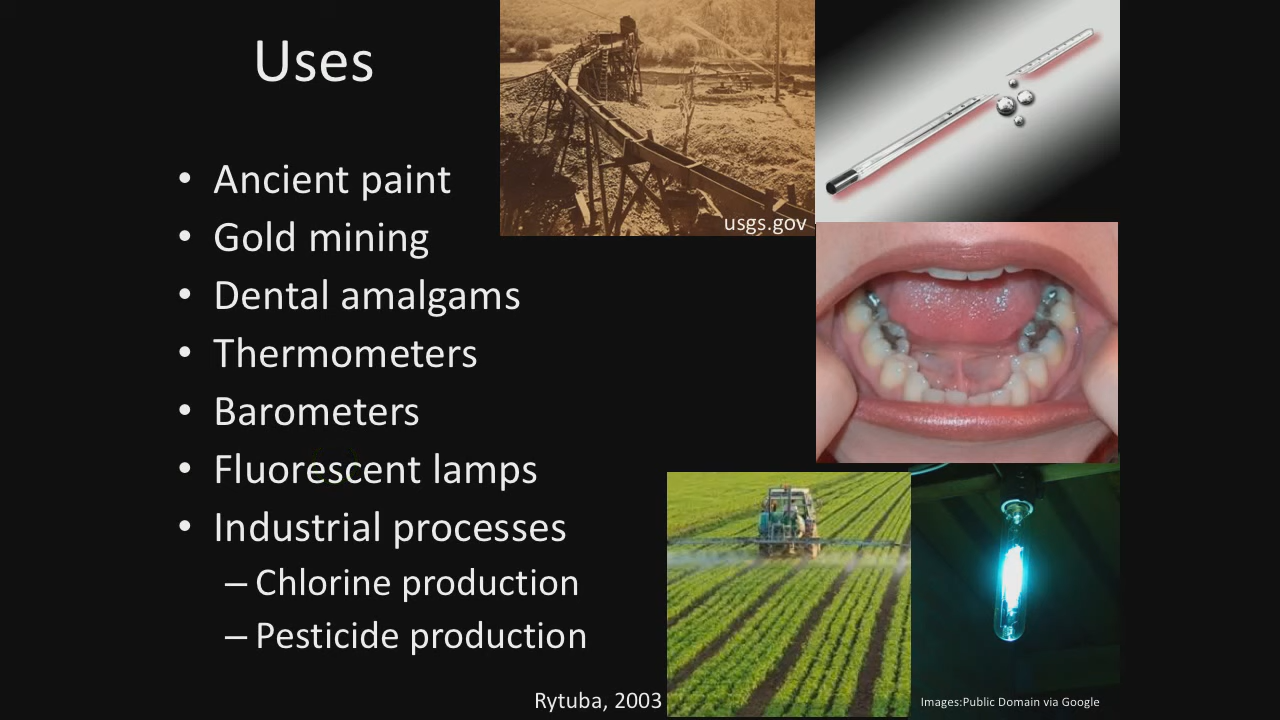 Uses
• Ancient paint
• Gold mining
• Dental amalgams
• Thermometers
• Barometers
• Fluorescent lamps
• Industrial processes
– Chlorine production
– Pesticide production
usgs.gov
Rytuba, 2003
Images:Public Domain via Google